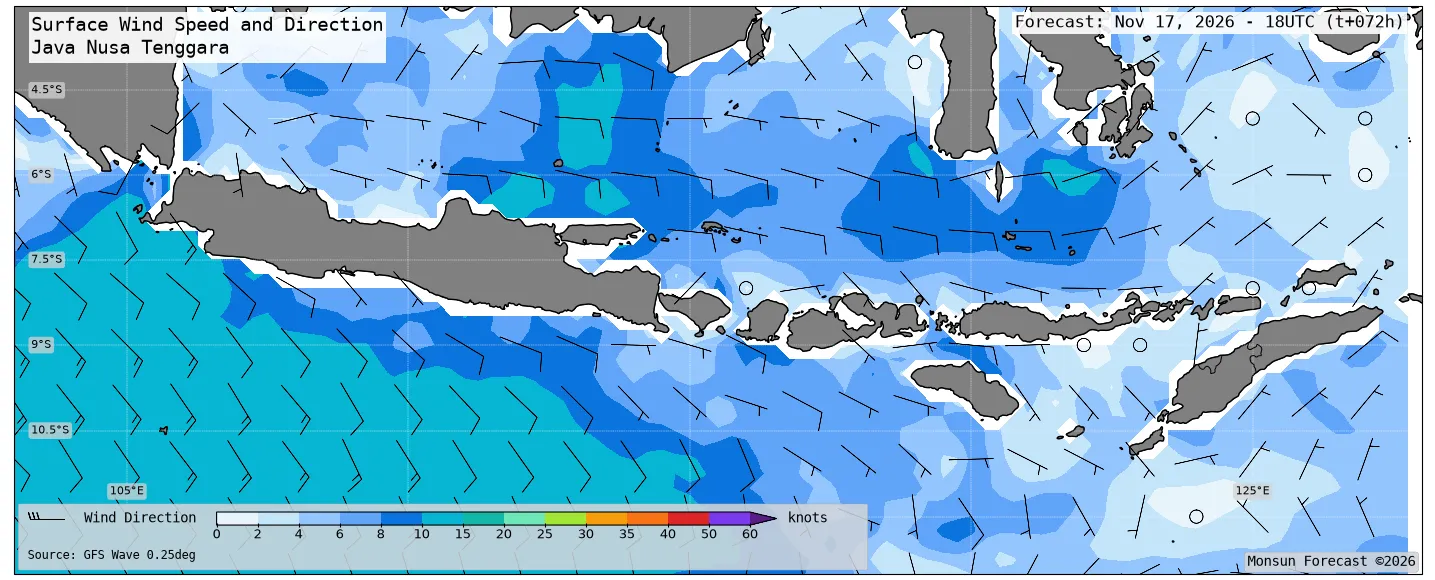 Surface Wind Speed and Direction
Java Nusa Tenggara
Forecast: Nov 17, 2026 - 18UTC (t+072h)
4.5°S
6°S
7.5°S
9°S
10.5°S
105°E
125°E
Wind Direction
knots
0 2 4 6 8 10 15 20 25 30 35 40 50 60
Source: GFS Wave 0.25deg
Monsun Forecast ©2026